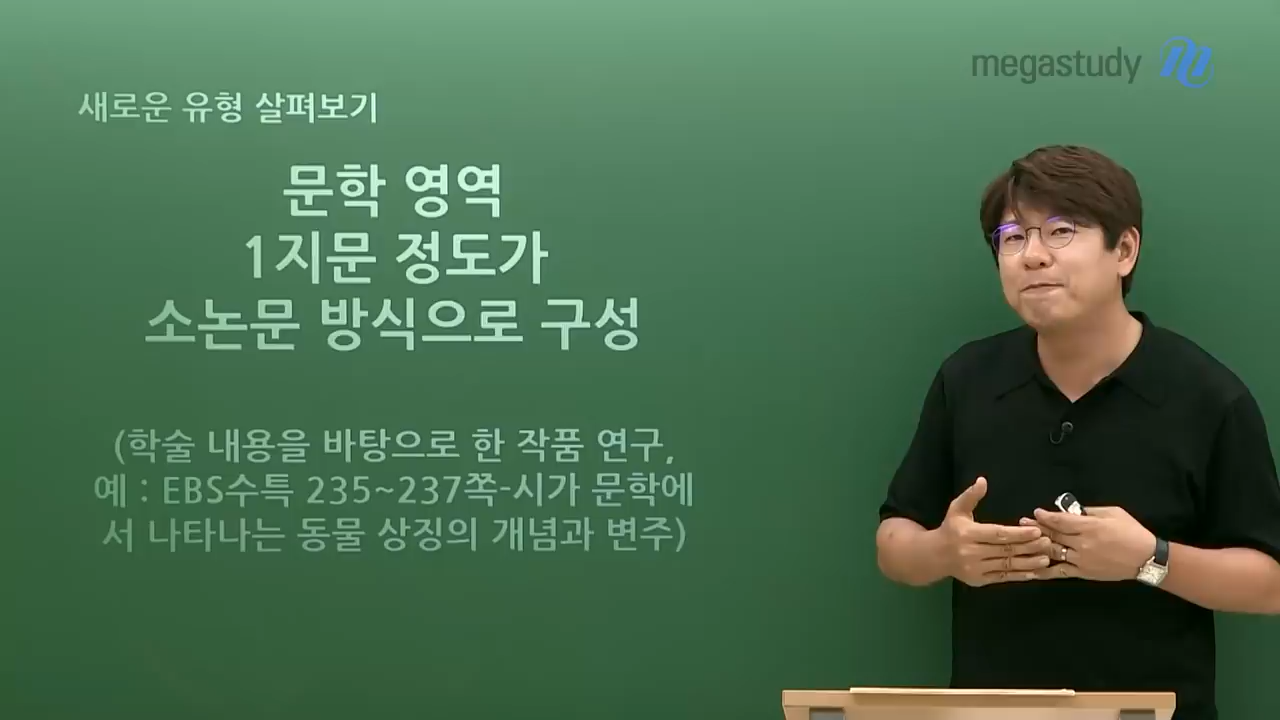 megastudy
새로운 유형 살펴보기
문학 영역
1지문 정도가
소논문 방식으로 구성
(학술 내용을 바탕으로 한 작품 연구,
예 : EBS수특 235~237쪽-시가 문학에
서 나타나는 동물 상징의 개념과 변주)